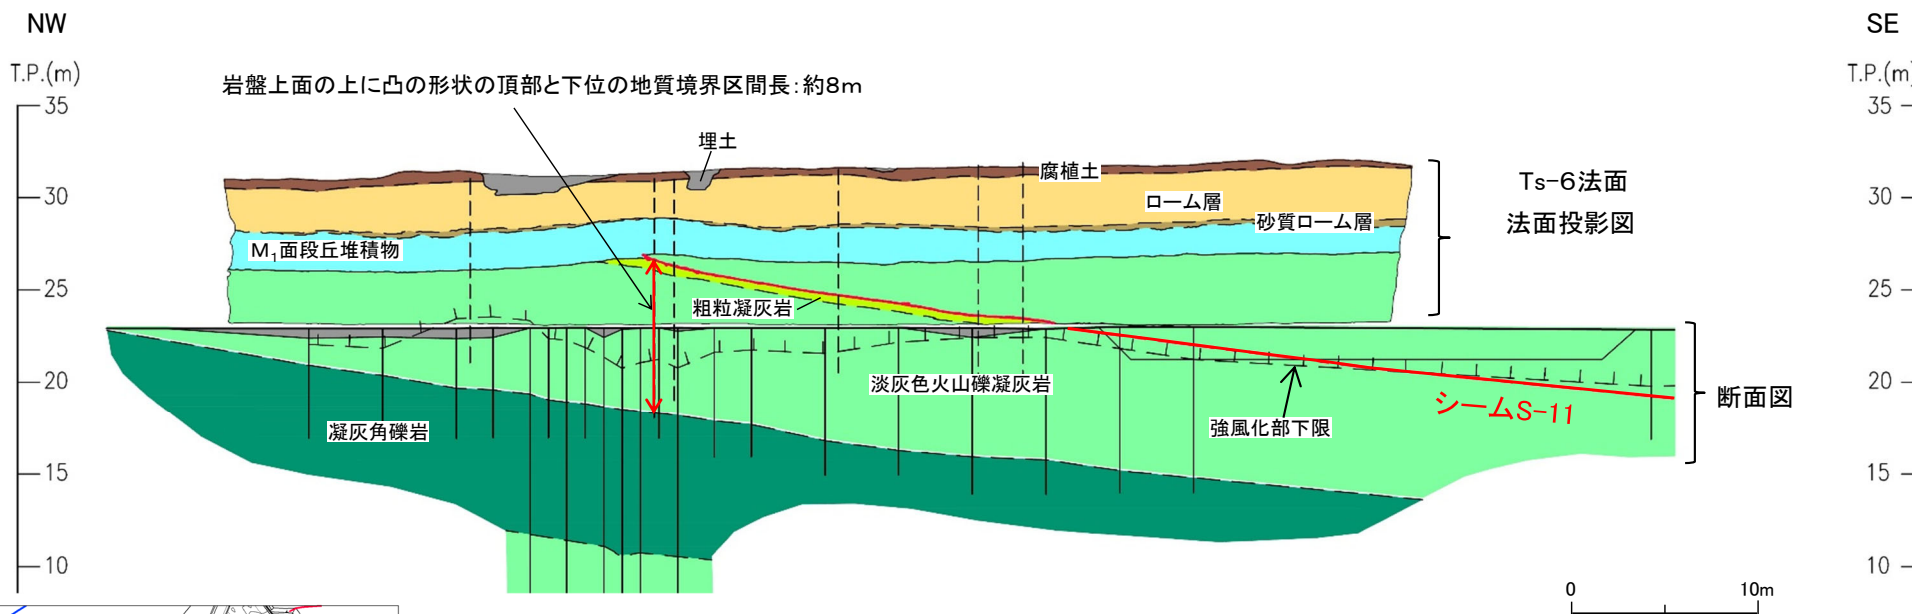 NW
SE
T.P.(m)
T.P.(m)
岩盤上面の上に凸の形状の頂部と下位の地質境界区間長：約8m
35
35
埋土
腐植土
Ts-6法面
法面投影図
30
30
ローム層
砂質ローム層
M₁面段丘堆積物
25
25
粗粒凝灰岩
20
20
淡灰色火山礫凝灰岩
断面図
シームS-11
凝灰角礫岩
強風化部下限
15
15
10
10
0 10m